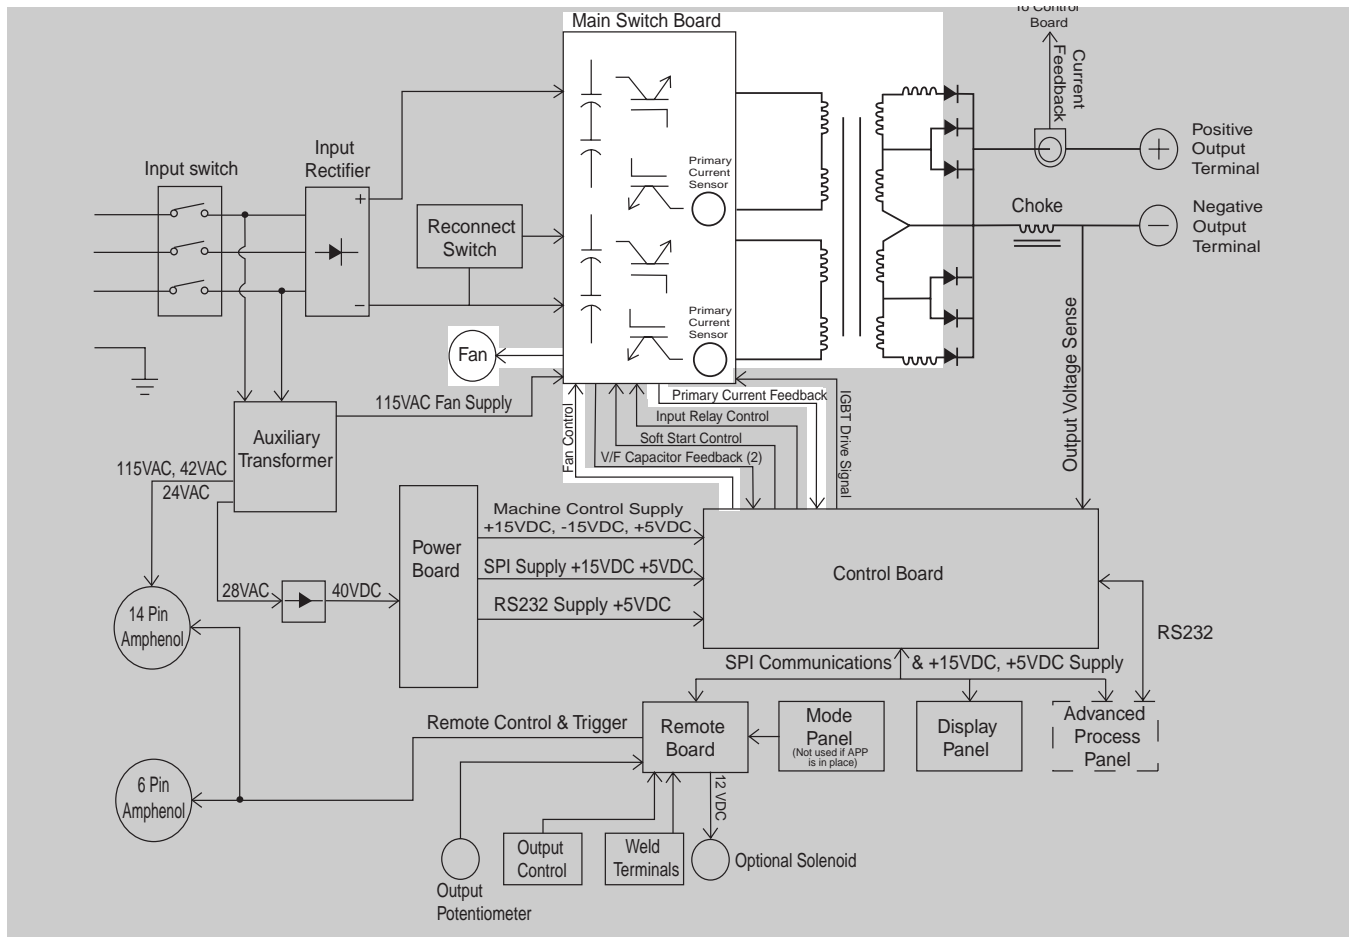 Main Switch Board
To Control
Board
Current
Feedback
Positive
Output
Terminal
+
Input
Rectifier
Input switch
+
Primary
Current
Sensor
Reconnect
Switch
Choke
Negative
Output
Terminal
−
−
Primary
Current
Sensor
Fan
Output Voltage Sense
115VAC Fan Supply
Primary Current Feedback
IGBT Drive Signal
Input Relay Control
Soft Start Control
V/F Capacitor Feedback (2)
Fan Control
Auxiliary
Transformer
115VAC, 42VAC
24VAC
Machine Control Supply
+15VDC, -15VDC, +5VDC
Power
Board
SPI Supply +15VDC +5VDC
Control Board
28VAC
40VDC
RS232 Supply +5VDC
14 Pin
Amphenol
RS232
SPI Communications & +15VDC, +5VDC Supply
Remote Control & Trigger
Remote
Board
Mode
Panel
(Not used if APP
is in place)
Display
Panel
Advanced
Process
Panel
6 Pin
Amphenol
12 VDC
Output
Control
Weld
Terminals
Optional Solenoid
Output
Potentiometer